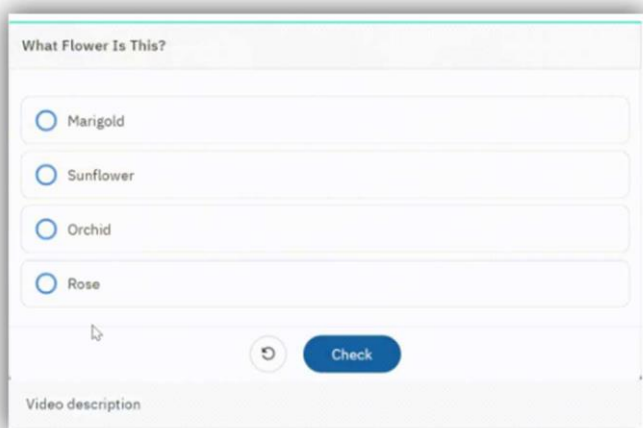 What Flower Is This?
Marigold
Sunflower
Orchid
Rose
Check
Video description